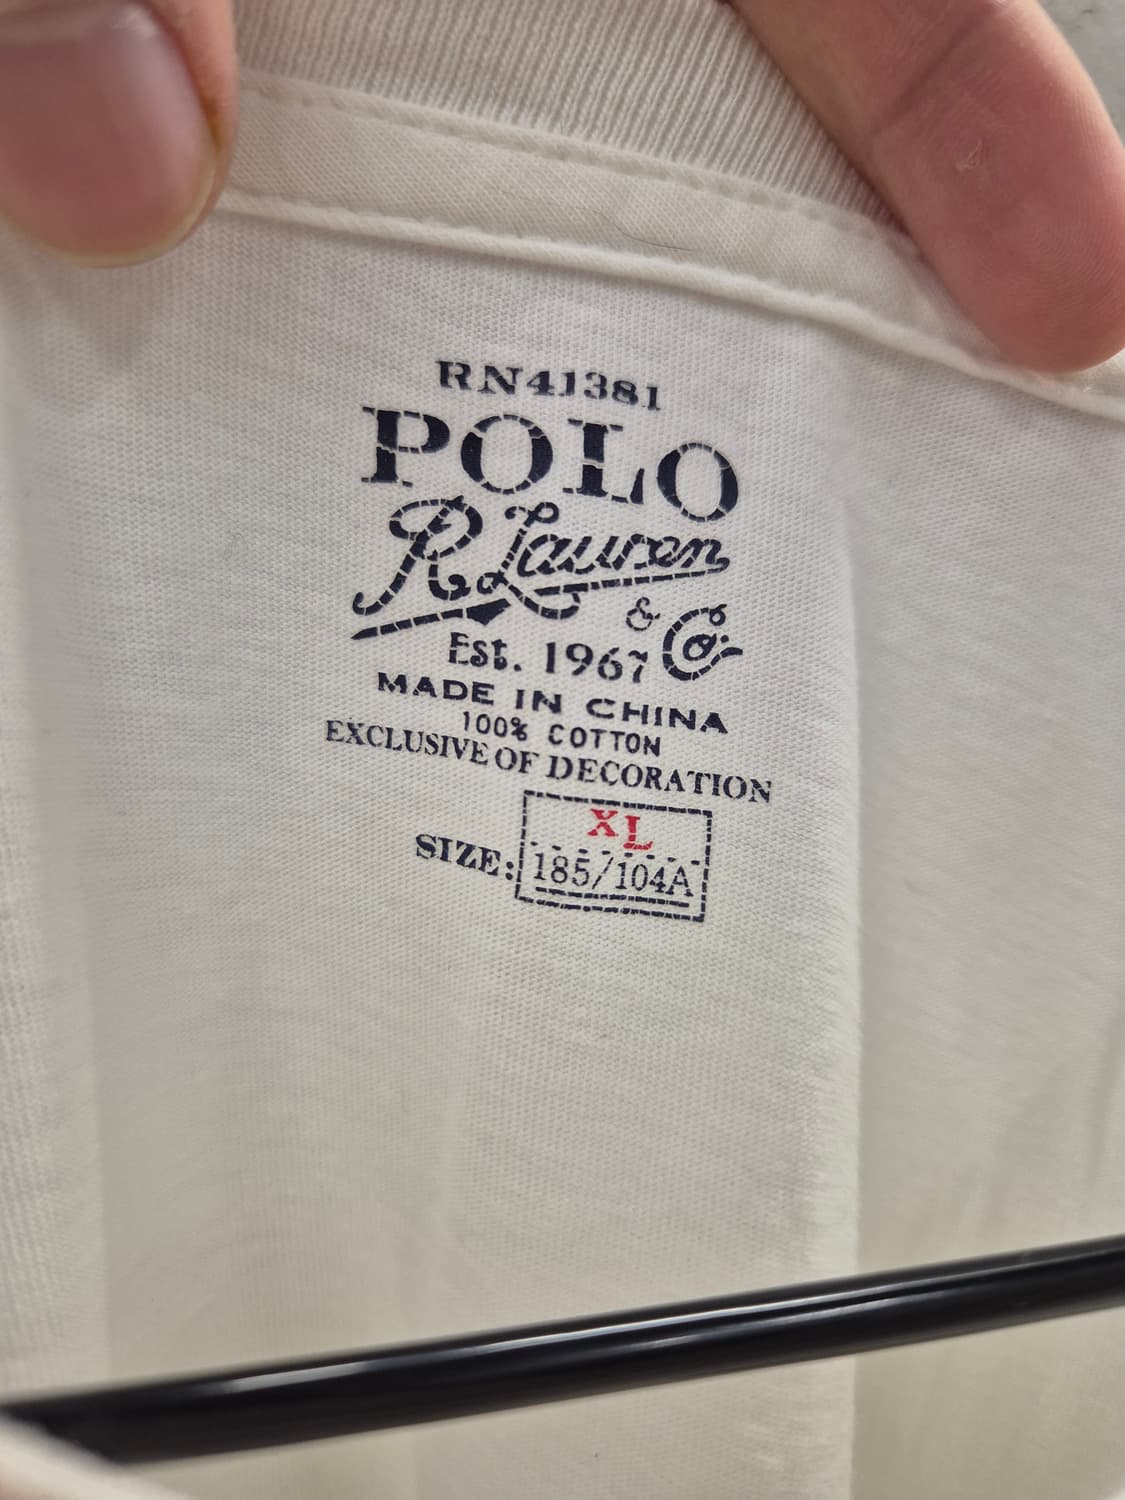 RN41381
POLO
R Lauren
& Co
Est. 1967
MADE IN CHINA
100% COTTON
EXCLUSIVE OF DECORATION
XL
SIZE: 185/104A